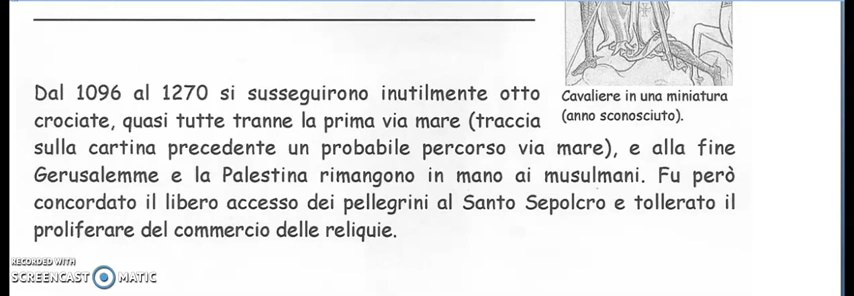 Dal 1096 al 1270 si susseguirono inutilmente otto
crociate, quasi tutte tranne la prima via mare (traccia
sulla cartina precedente un probabile percorso via mare), e alla fine
Gerusalemme e la Palestina rimangono in mano ai musulmani. Fu però
concordato il libero accesso dei pellegrini al Santo Sepolcro e tollerato il
proliferare del commercio delle reliquie.
Cavaliere in una miniatura
(anno sconosciuto).
RECORDED WITH
SCREENCAST MATIC